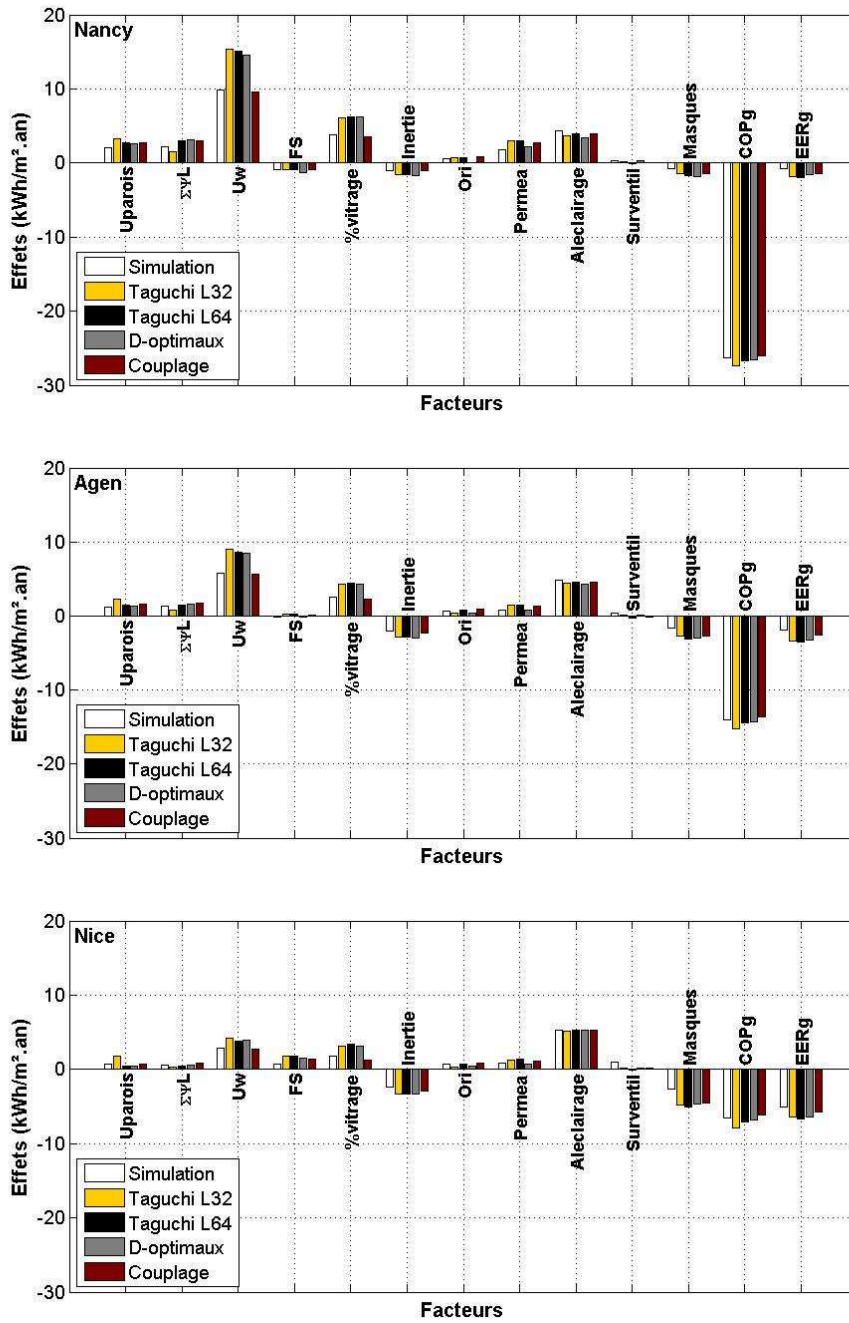 Nancy
Effets (kWh/m².an)
20
10
0
-10
-20
-30
Uparois
ΣΨL
Uw
FS
%vitrage
Inertie
Ori
Permea
Aleclairage
Surventil
Masques
COPg
EERg
Simulation
Taguchi L32
Taguchi L64
D-optimaux
Couplage
Facteurs
Agen
Effets (kWh/m².an)
20
10
0
-10
-20
-30
Uparois
ΣΨL
Uw
FS
%vitrage
Inertie
Ori
Permea
Aleclairage
Surventil
Masques
COPg
EERg
Simulation
Taguchi L32
Taguchi L64
D-optimaux
Couplage
Facteurs
Nice
Effets (kWh/m².an)
20
10
0
-10
-20
-30
Uparois
ΣΨL
Uw
FS
%vitrage
Inertie
Ori
Permea
Aleclairage
Surventil
Masques
COPg
EERg
Simulation
Taguchi L32
Taguchi L64
D-optimaux
Couplage
Facteurs